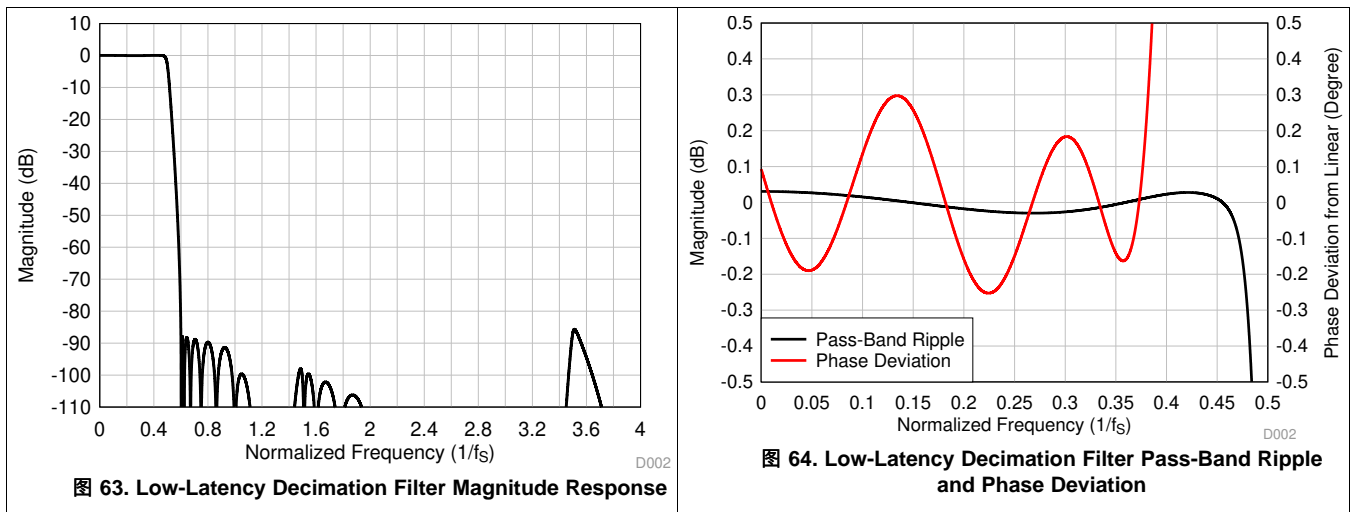 10
0
-10
-20
-30
-40
-50
-60
-70
-80
-90
-100
-110
Magnitude (dB)
0 0.4 0.8 1.2 1.6 2 2.4 2.8 3.2 3.6 4
Normalized Frequency (1/fS)
D002
图 63. Low-Latency Decimation Filter Magnitude Response
0.5
0.4
0.3
0.2
0.1
0
-0.1
-0.2
-0.3
-0.4
-0.5
Magnitude (dB)
Pass-Band Ripple
Phase Deviation
0.5
0.4
0.3
0.2
0.1
0
-0.1
-0.2
-0.3
-0.4
-0.5
Phase Deviation from Linear (Degree)
0 0.05 0.1 0.15 0.2 0.25 0.3 0.35 0.4 0.45 0.5
Normalized Frequency (1/fS)
D002
图 64. Low-Latency Decimation Filter Pass-Band Ripple
and Phase Deviation